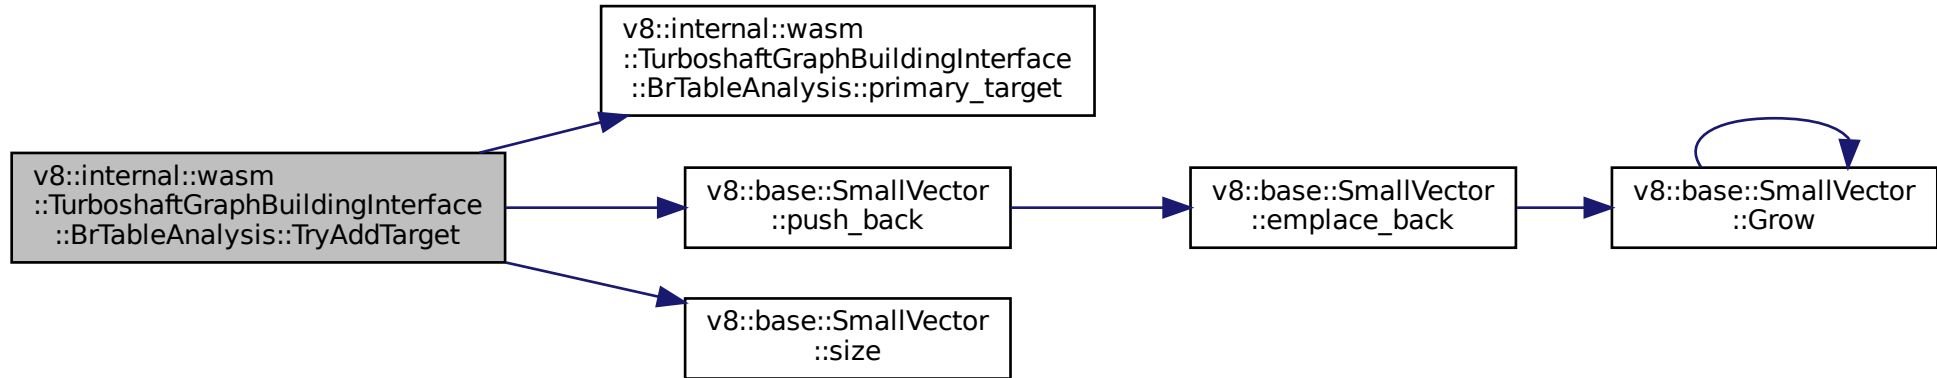 v8::internal::wasm
::TurboshaftGraphBuildingInterface
::BrTableAnalysis::primary_target
v8::internal::wasm
::TurboshaftGraphBuildingInterface
::BrTableAnalysis::TryAddTarget
v8::base::SmallVector
::push_back
v8::base::SmallVector
::emplace_back
v8::base::SmallVector
::Grow
v8::base::SmallVector
::size